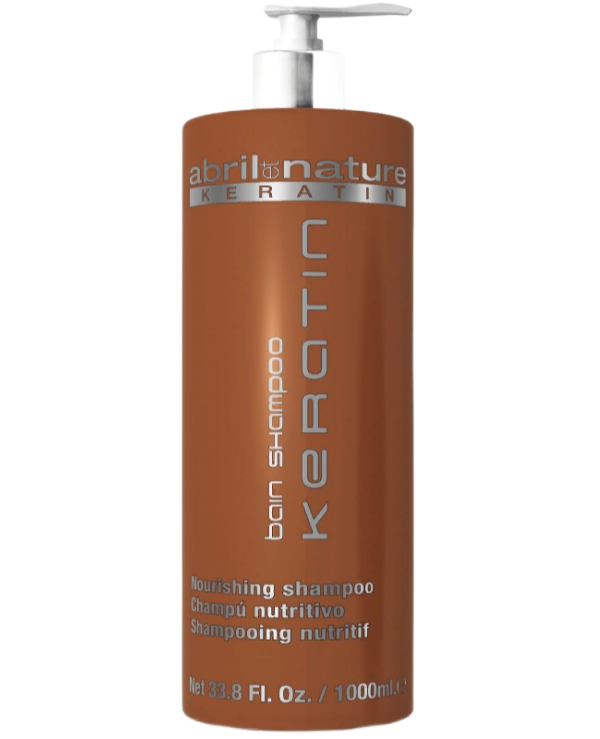 abril et nature
KERATIN
bain shampoo
KERATIN
Nourishing shampoo
Champú nutritivo
Shampooing nutritif
Net 33.8 Fl. Oz. / 1000ml. e